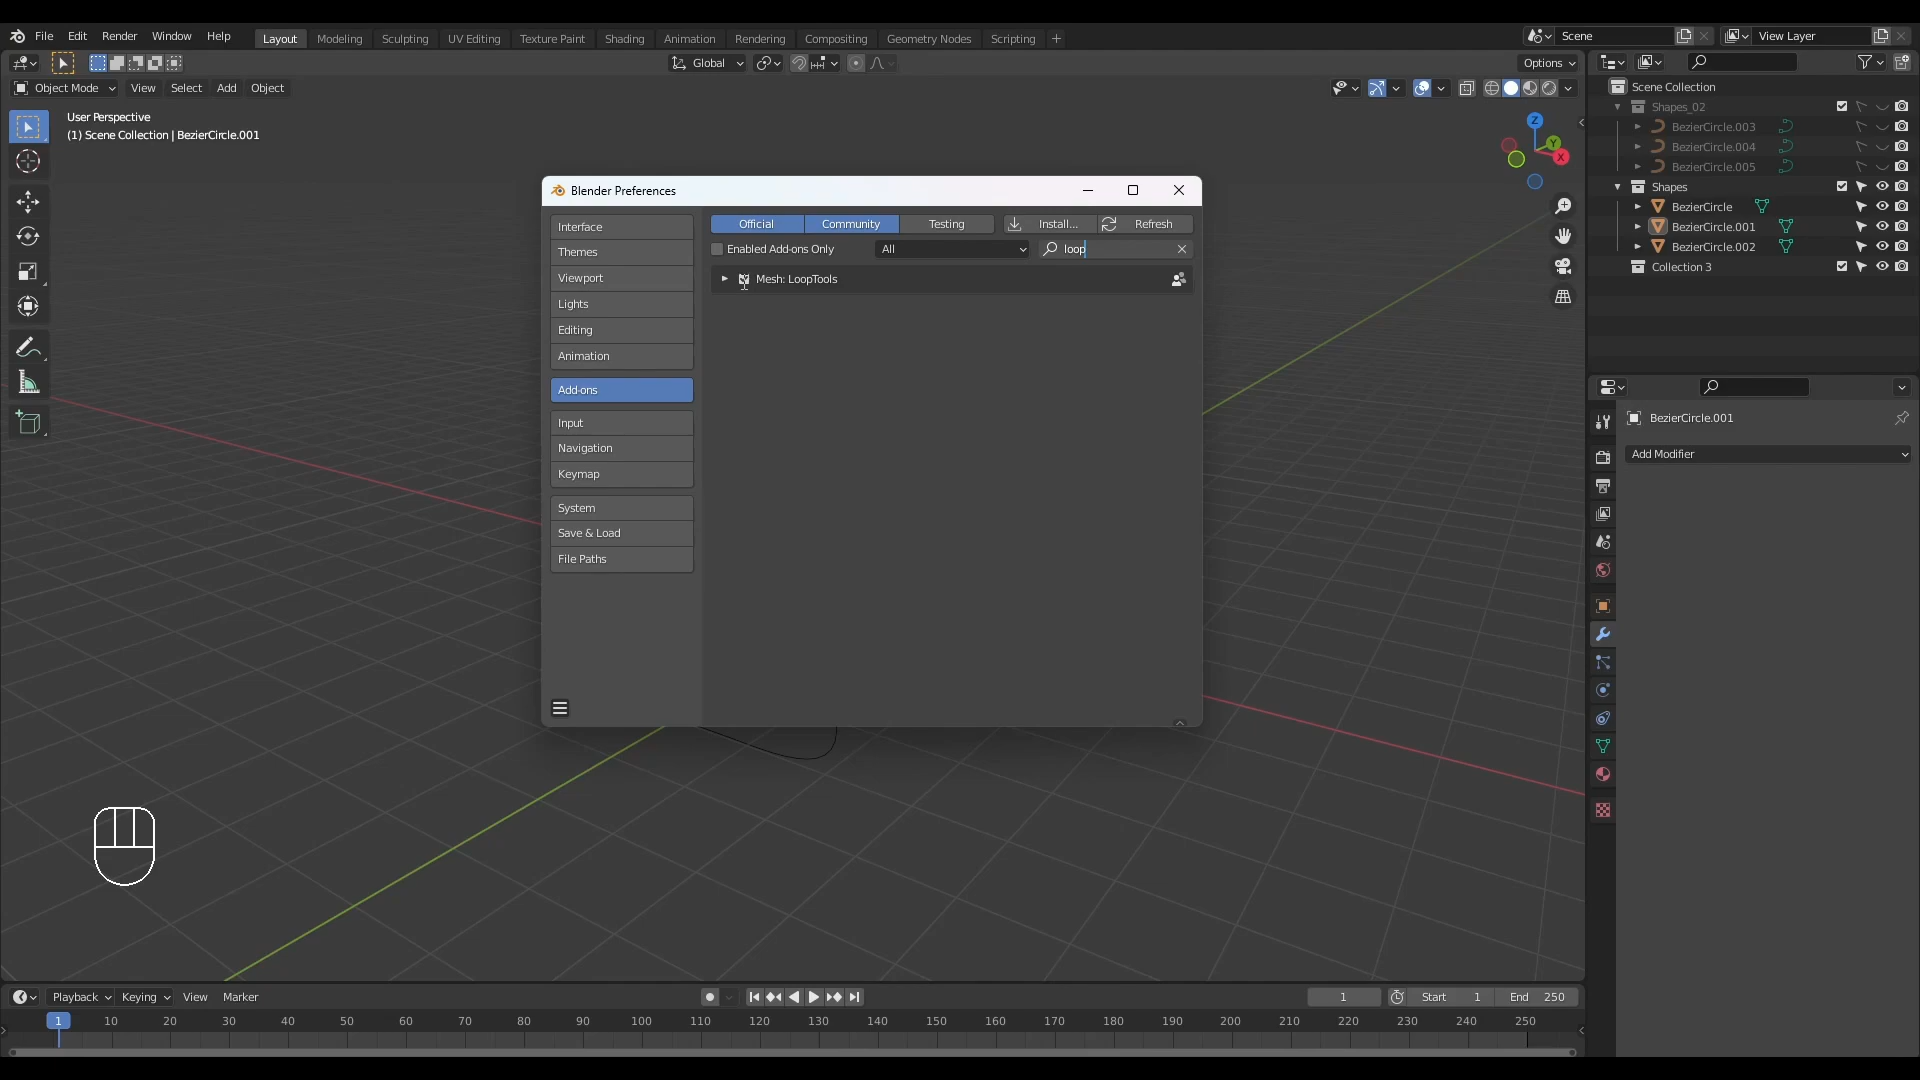 File Edit Render Window Help Layout Modeling Sculpting UV Editing Texture Paint Shading Animation Rendering Compositing Geometry Nodes Scripting + Scene View Layer
Global Options
Object Mode View Select Add Object
User Perspective
(1) Scene Collection | BezierCircle.001
Z
Y
X
Scene Collection
Shapes_02
BezierCircle.003
BezierCircle.004
BezierCircle.005
Shapes
BezierCircle
BezierCircle.001
BezierCircle.002
Collection 3
Blender Preferences
Interface
Themes
Viewport
Lights
Editing
Animation
Add-ons
Input
Navigation
Keymap
System
Save & Load
File Paths
Official Community Testing Install... Refresh
Enabled Add-ons Only All loop
Mesh: LoopTools
BezierCircle.001
Add Modifier
Playback Keying View Marker 1 Start 1 End 250
1 10 20 30 40 50 60 70 80 90 100 110 120 130 140 150 160 170 180 190 200 210 220 230 240 250